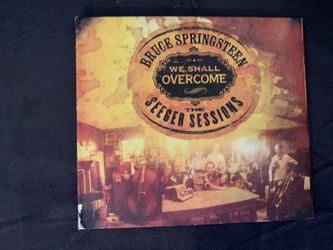 BRUCE SPRINGSTEEN
WE SHALL
OVERCOME
THE
SEEGER SESSIONS